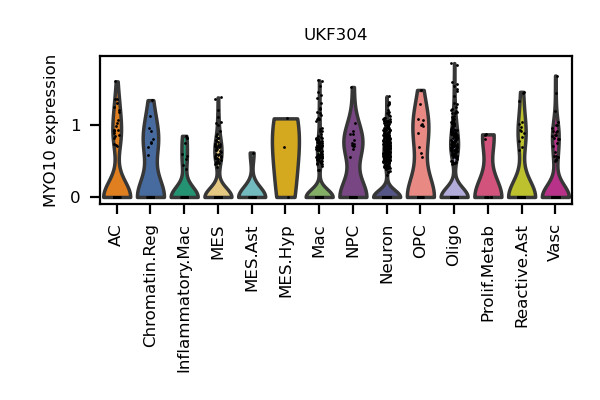 UKF304
MYO10 expression
1
0
AC
Chromatin.Reg
Inflammatory.Mac
MES
MES.Ast
MES.Hyp
Mac
NPC
Neuron
OPC
Oligo
Prolif.Metab
Reactive.Ast
Vasc